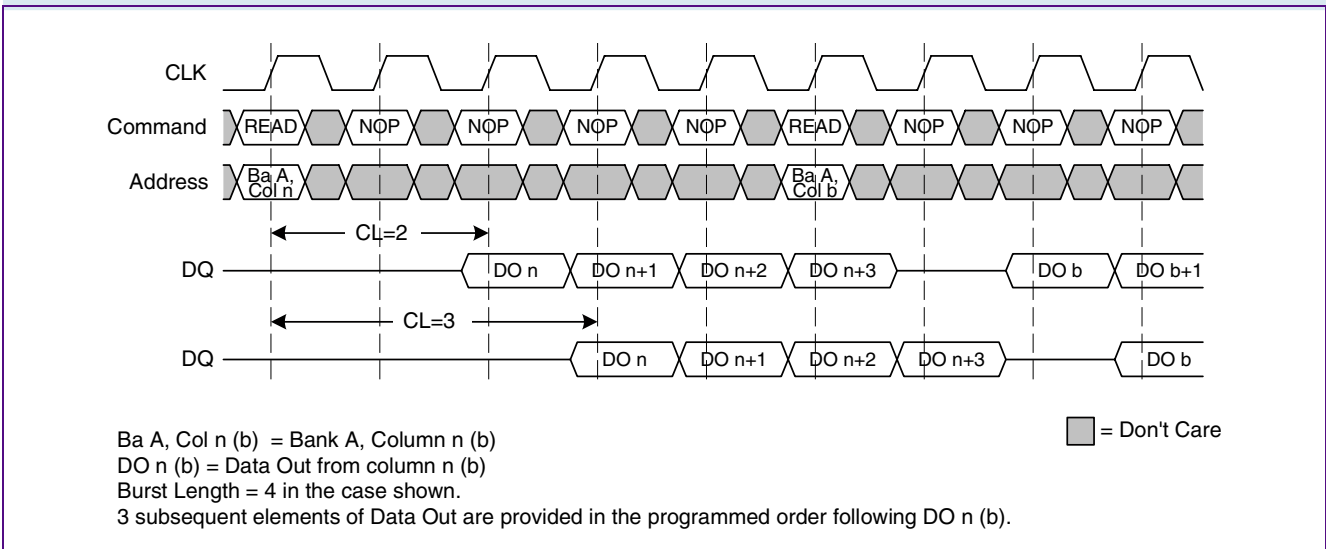 CLK
Command READ NOP NOP NOP NOP READ NOP NOP NOP
Address Ba A, Col n Ba A, Col b
CL=2
DQ DO n DO n+1 DO n+2 DO n+3 DO b DO b+1
CL=3
DQ DO n DO n+1 DO n+2 DO n+3 DO b
Ba A, Col n (b) = Bank A, Column n (b)
= Don't Care
DO n (b) = Data Out from column n (b)
Burst Length = 4 in the case shown.
3 subsequent elements of Data Out are provided in the programmed order following DO n (b).